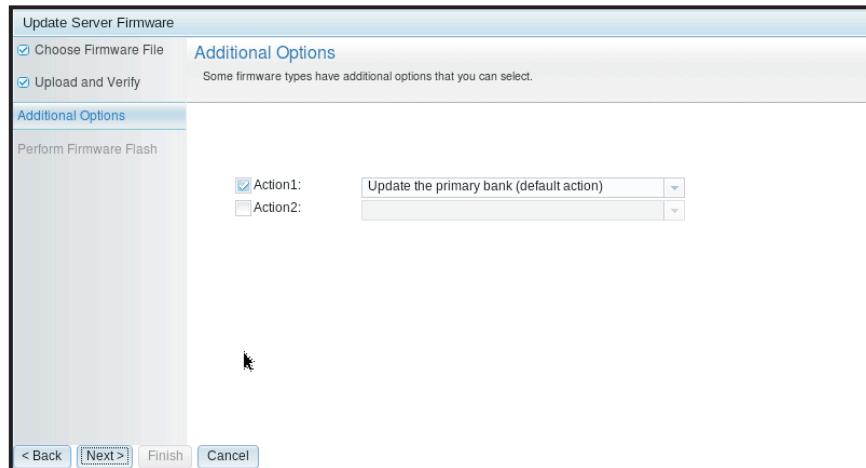 Update Server Firmware
Choose Firmware File
Upload and Verify
Additional Options
Perform Firmware Flash
Additional Options
Some firmware types have additional options that you can select.
Action1: Update the primary bank (default action)
Action2:
< Back Next > Finish Cancel